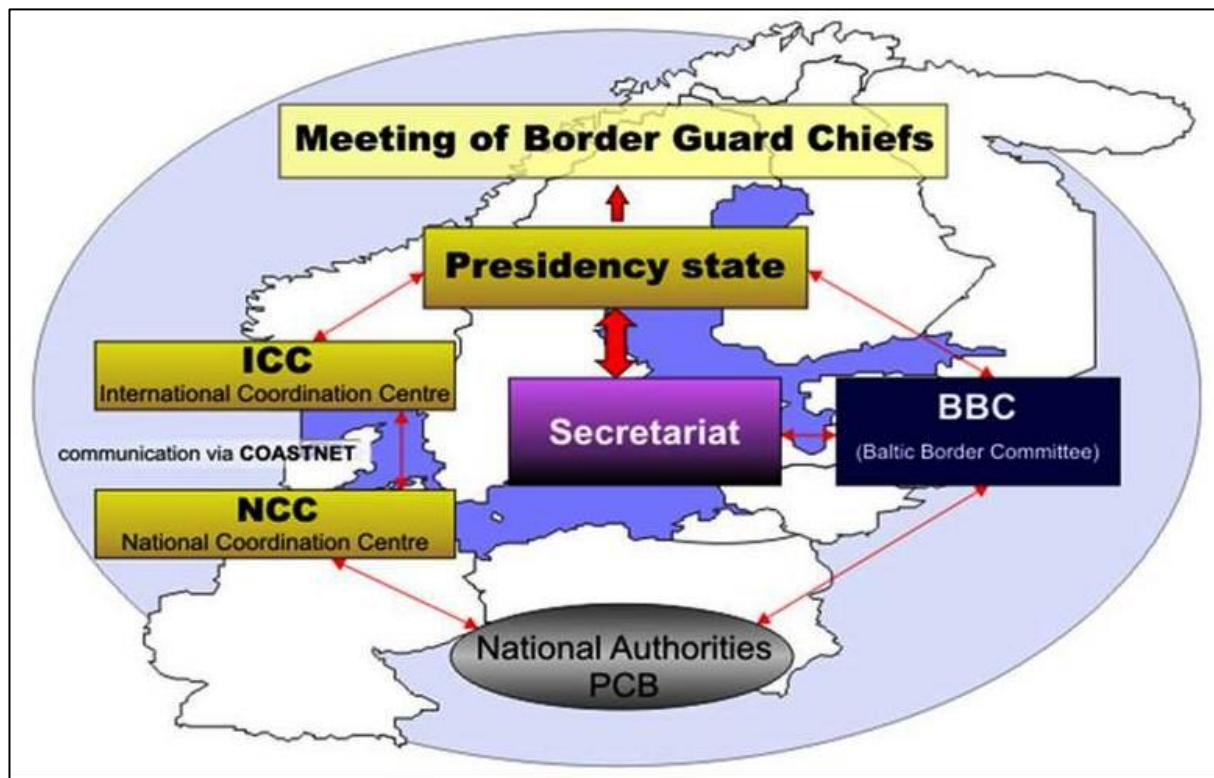 Meeting of Border Guard Chiefs
Presidency state
ICC
International Coordination Centre
communication via COASTNET
NCC
National Coordination Centre
Secretariat
BBC
(Baltic Border Committee)
National Authorities
PCB